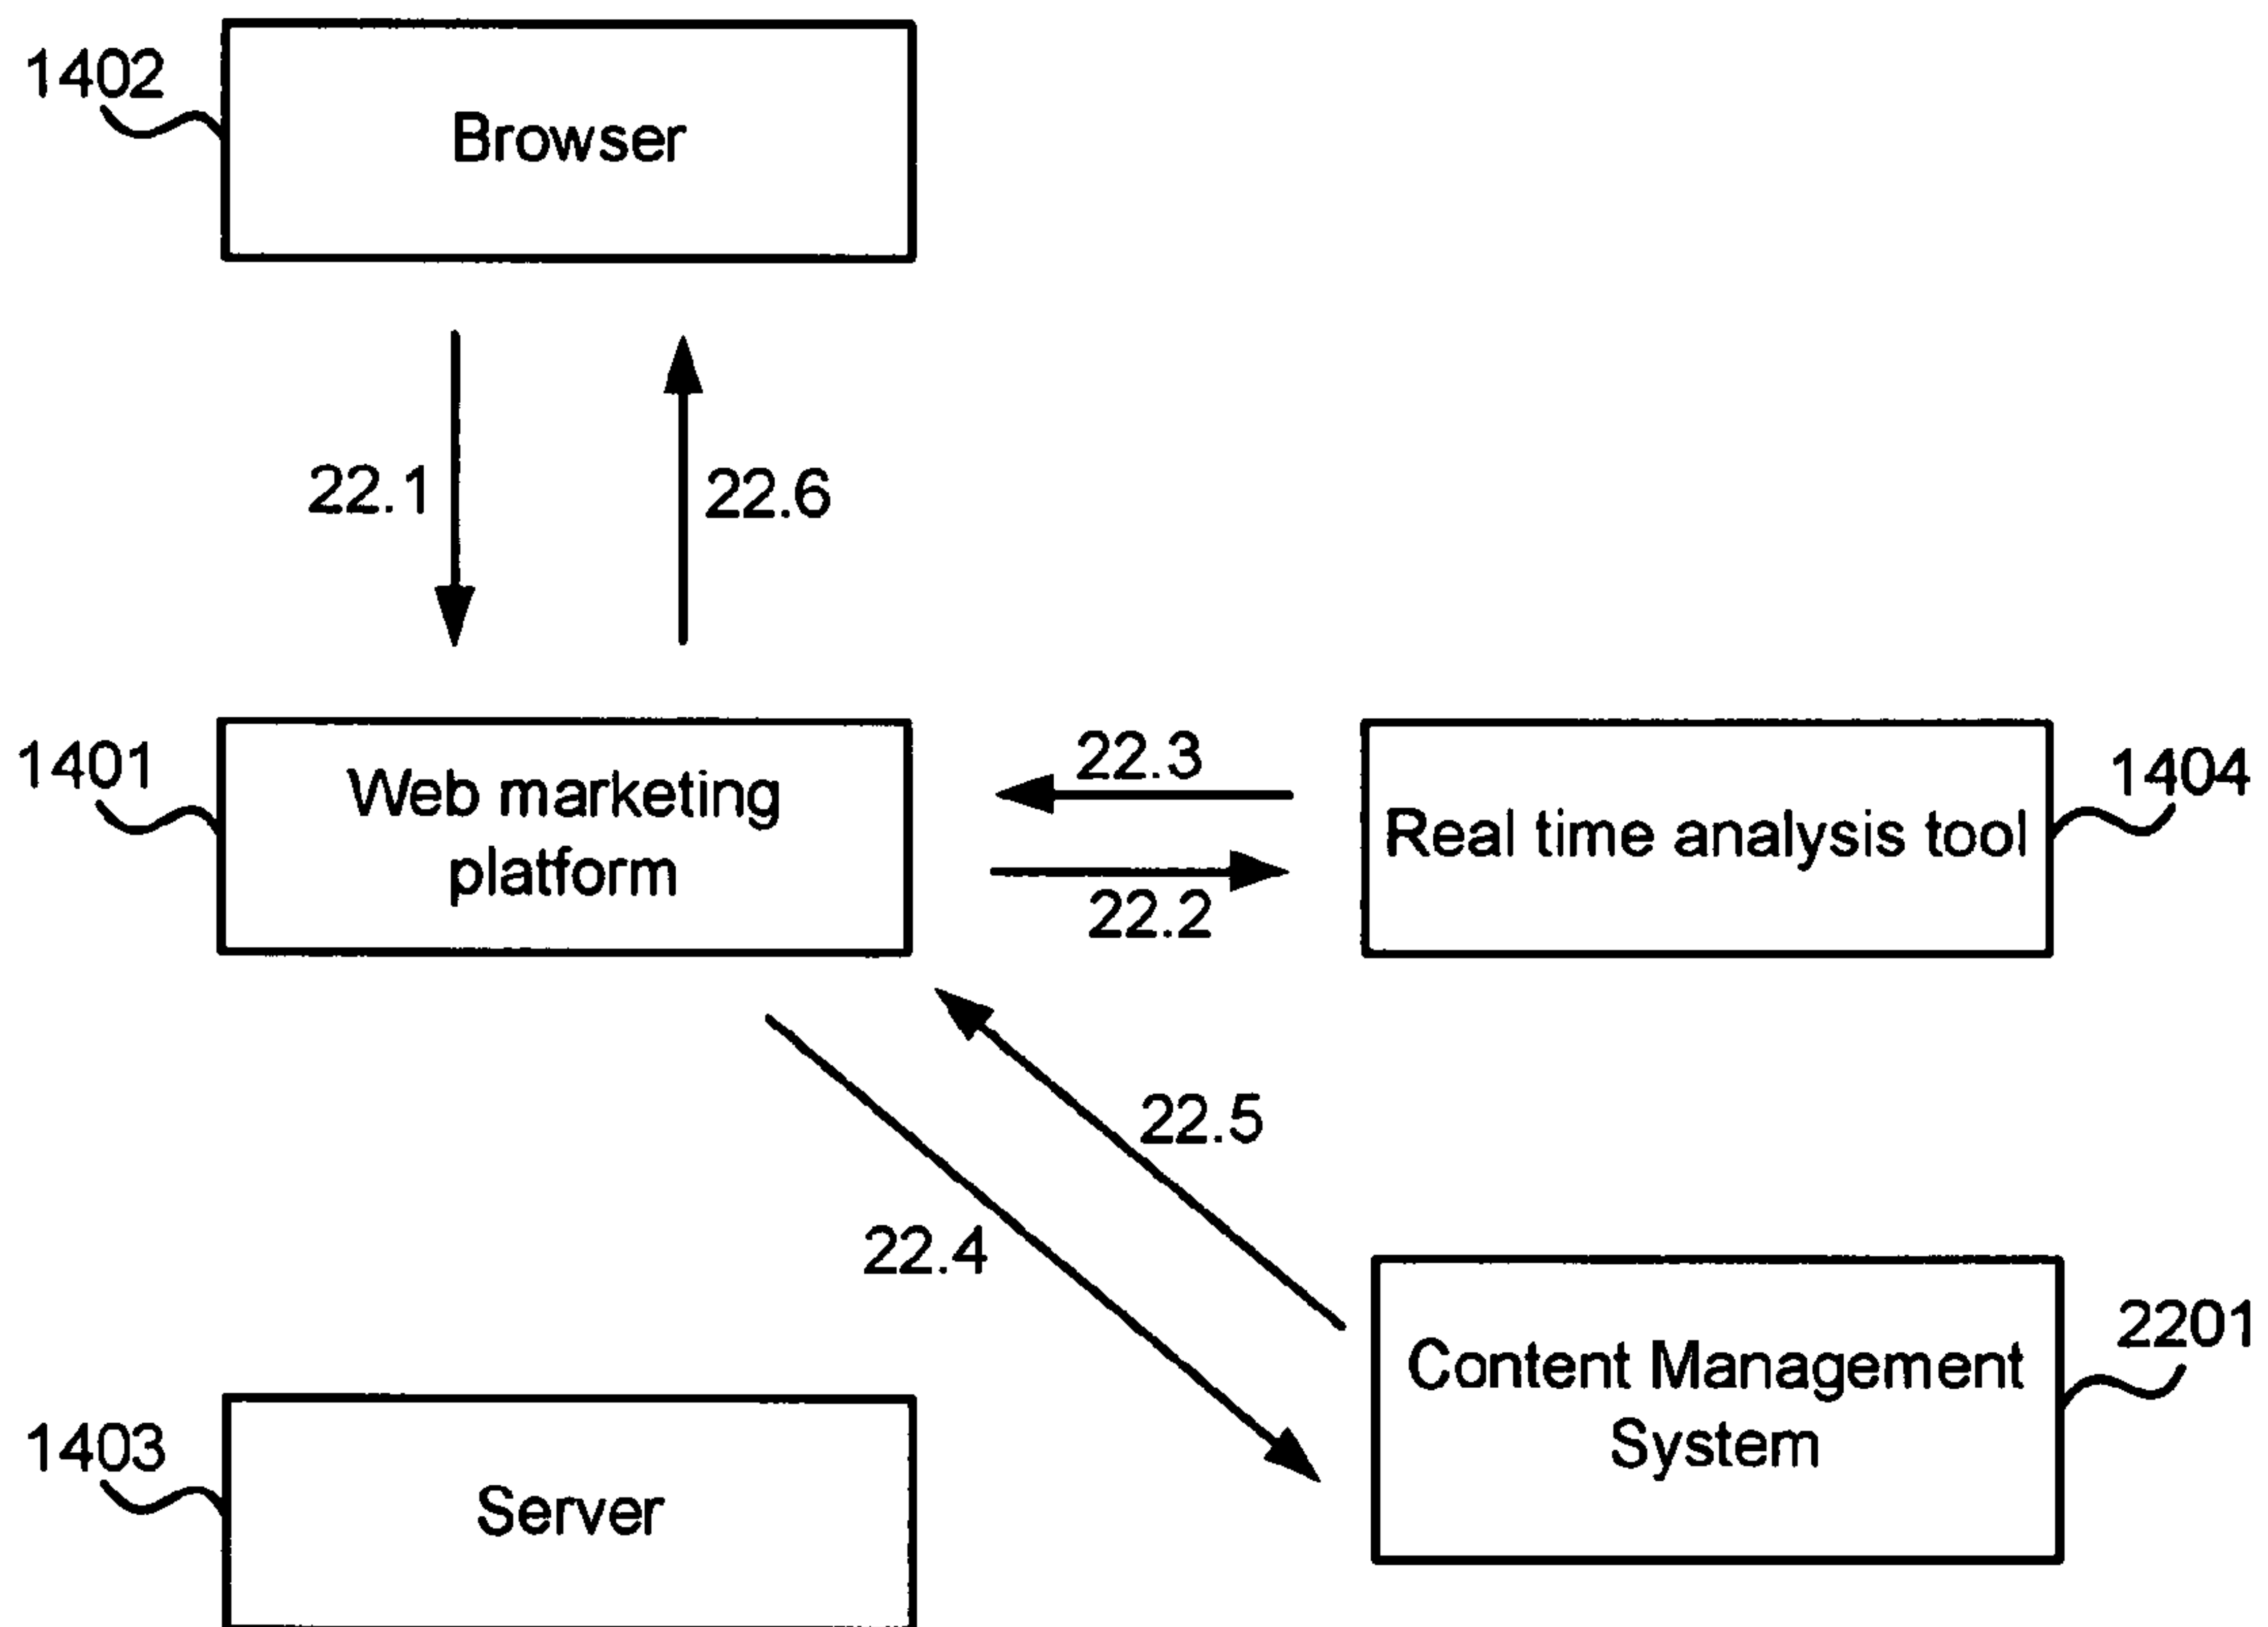 1402
Browser
22.1
22.6
1401
Web marketing
platform
22.3
22.2
Real time analysis tool
1404
22.5
22.4
Content Management
System
2201
1403
Server